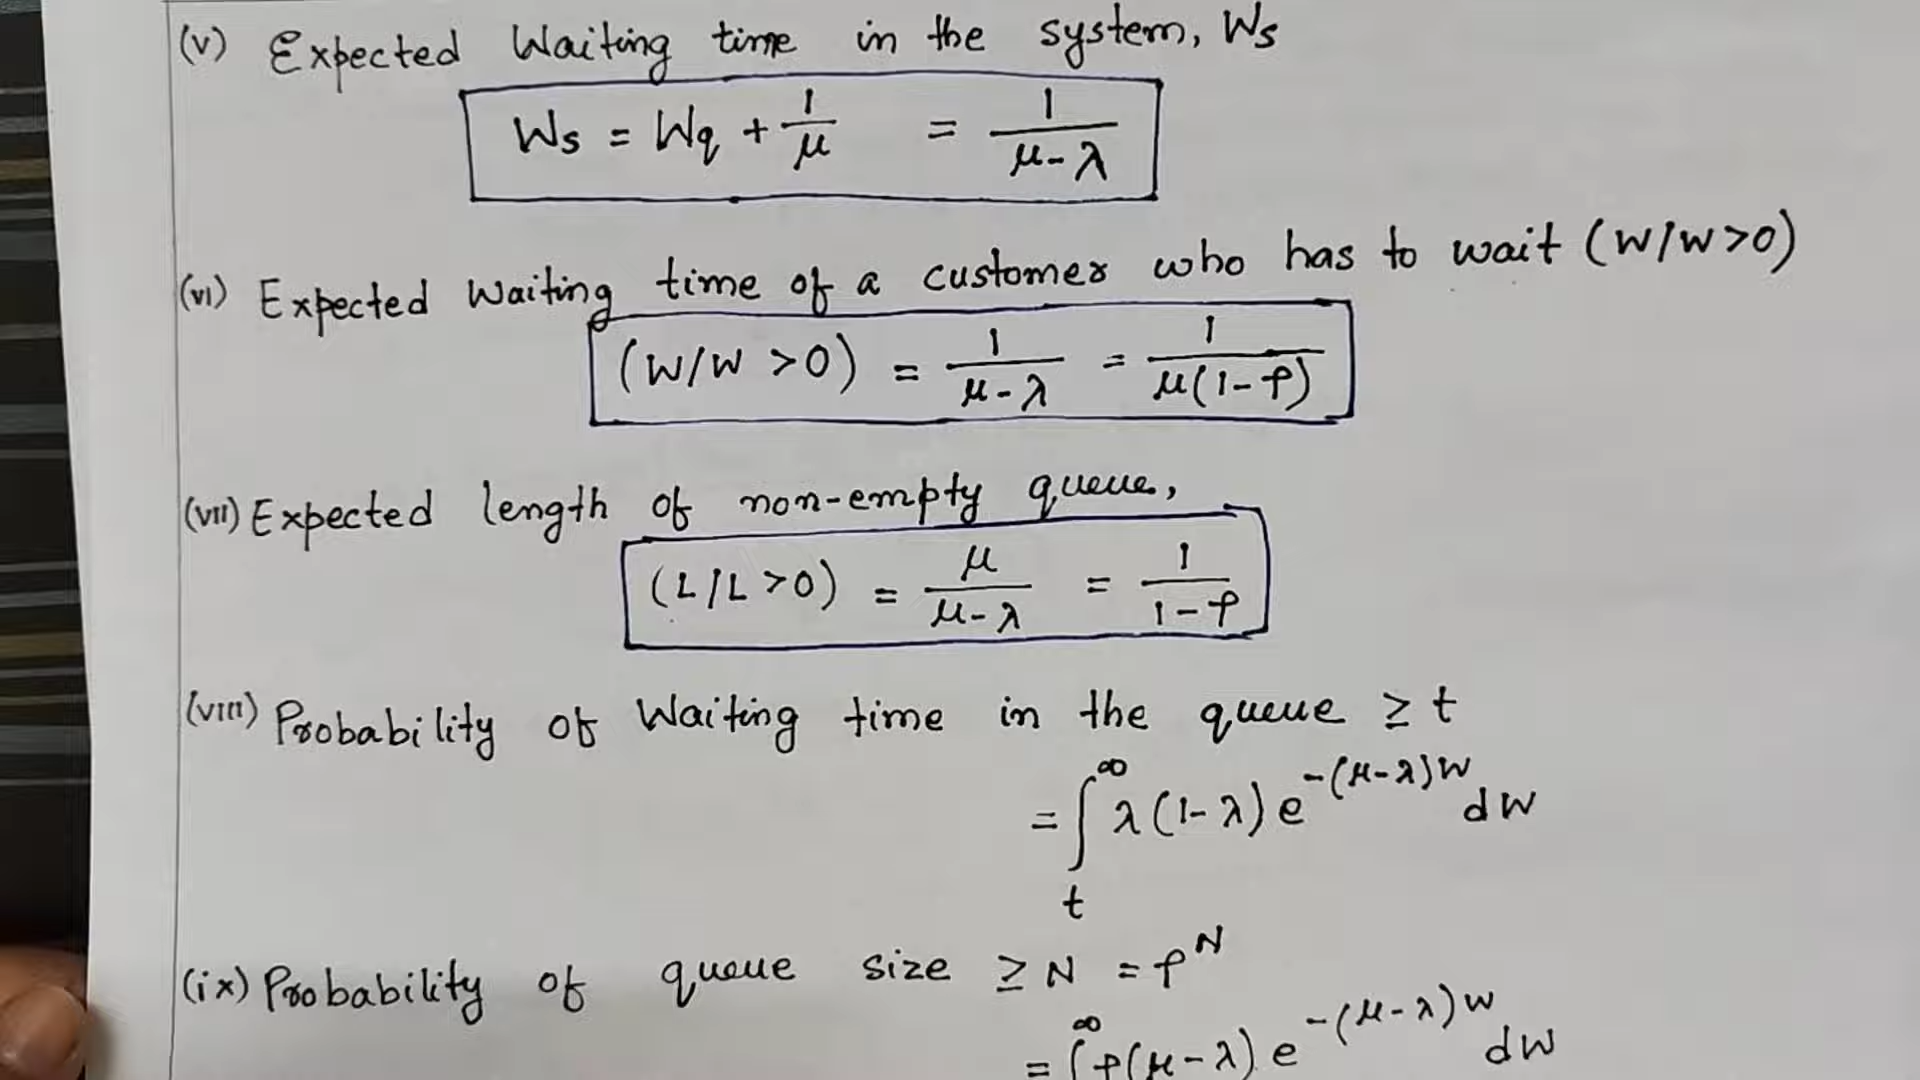 (v) Expected Waiting time in the system, Ws
Ws = Wq + 1/μ = 1/(μ-λ)
(vi) Expected Waiting time of a customer who has to wait (W/W>0)
(W/W >0) = 1/(μ-λ) = 1/(μ(1-ρ))
(vii) Expected length of non-empty queue,
(L/L>0) = μ/(μ-λ) = 1/(1-ρ)
(viii) Probability of Waiting time in the queue ≥ t
= ∫_t^∞ λ(1-λ) e^{-(μ-λ)W} dW
(ix) Probability of queue size ≥ N = ρ^N
= ∫^∞ ρ(μ-λ) e^{-(μ-λ)W} dW